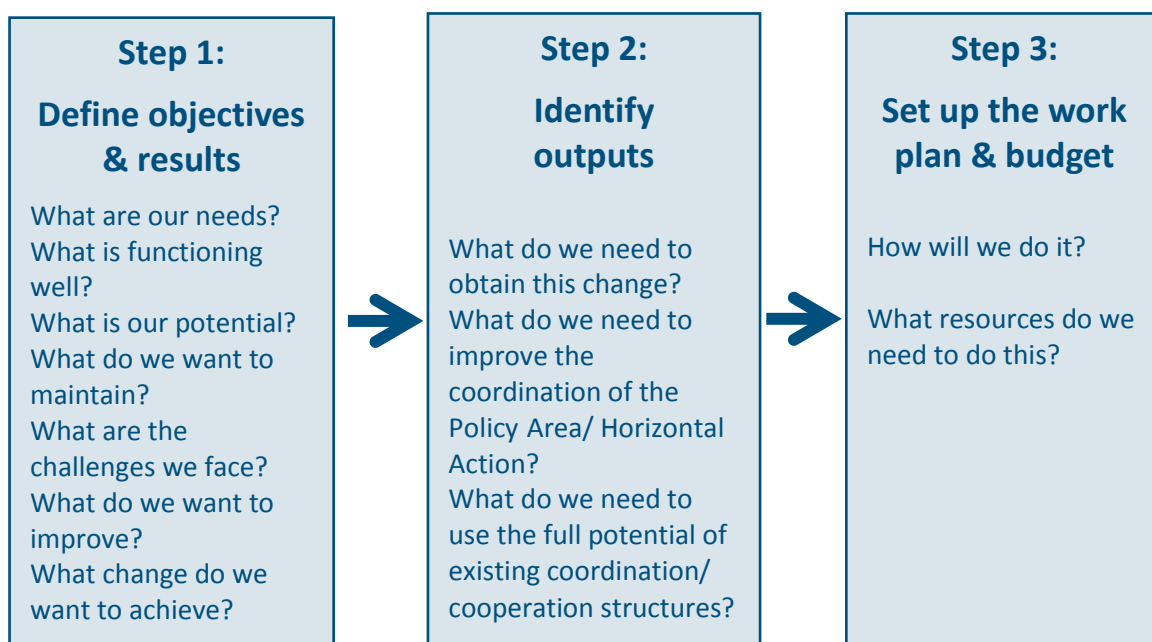 Step 1:
Define objectives
& results
What are our needs?
What is functioning
well?
What is our potential?
What do we want to
maintain?
What are the
challenges we face?
What do we want to
improve?
What change do we
want to achieve?
Step 2:
Identify
outputs
What do we need to
obtain this change?
What do we need to
improve the
coordination of the
Policy Area/ Horizontal
Action?
What do we need to
use the full potential of
existing coordination/
cooperation structures?
Step 3:
Set up the work
plan & budget
How will we do it?
What resources do we
need to do this?